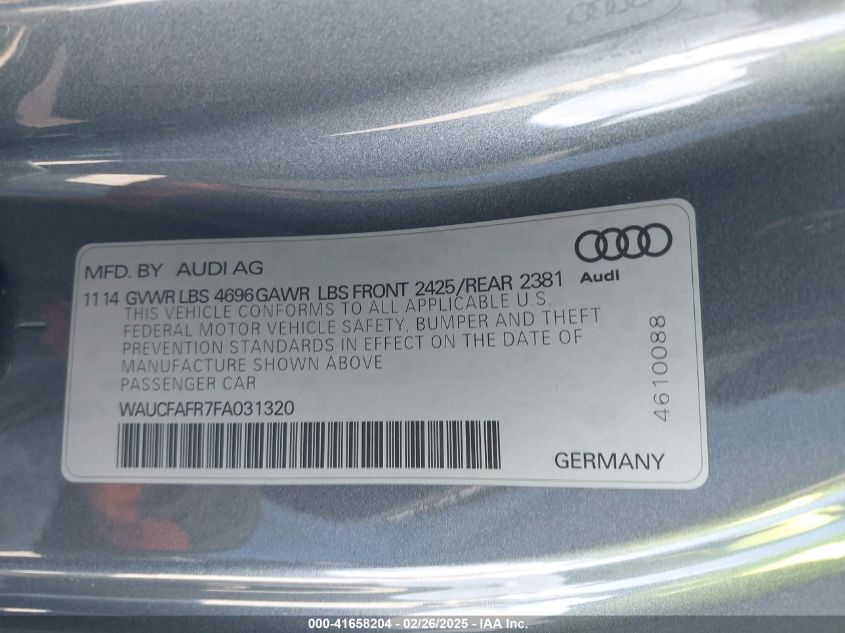 MFD. BY AUDI AG
Audi
1114 GVWR LBS 4696 GAWR LBS FRONT 2425/REAR 2381
THIS VEHICLE CONFORMS TO ALL APPLICABLE U.S.
FEDERAL MOTOR VEHICLE SAFETY, BUMPER AND THEFT
PREVENTION STANDARDS IN EFFECT ON THE DATE OF
MANUFACTURE SHOWN ABOVE
PASSENGER CAR
WAUCFAFR7FA031320
GERMANY
4610088
000-41658204 - 02/26/2025 - IAA Inc.